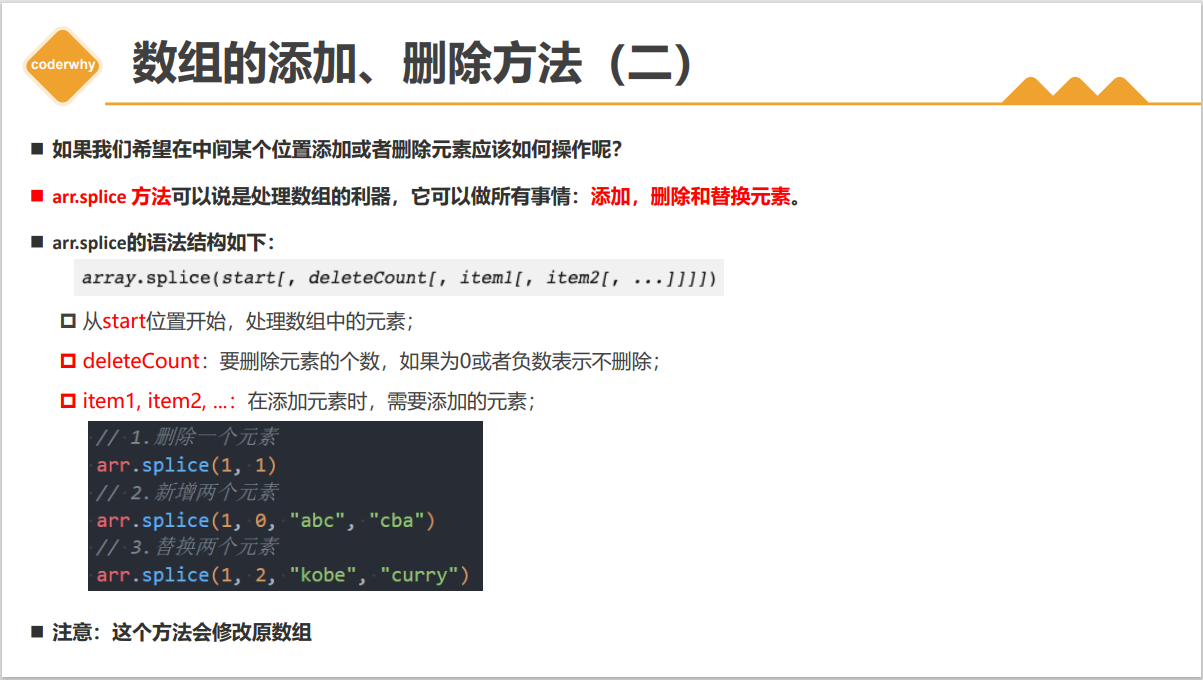 coderwhy
数组的添加、删除方法（二）
如果我们希望在中间某个位置添加或者删除元素应该如何操作呢？
arr.splice 方法可以说是处理数组的利器，它可以做所有事情：添加，删除和替换元素。
arr.splice的语法结构如下：
array.splice(start[, deleteCount[, item1[, item2[, ...]]]])
从start位置开始，处理数组中的元素；
deleteCount：要删除元素的个数，如果为0或者负数表示不删除；
item1, item2, ...：在添加元素时，需要添加的元素；
// 1.删除一个元素
arr.splice(1, 1)
// 2.新增两个元素
arr.splice(1, 0, "abc", "cba")
// 3.替换两个元素
arr.splice(1, 2, "kobe", "curry")
注意：这个方法会修改原数组